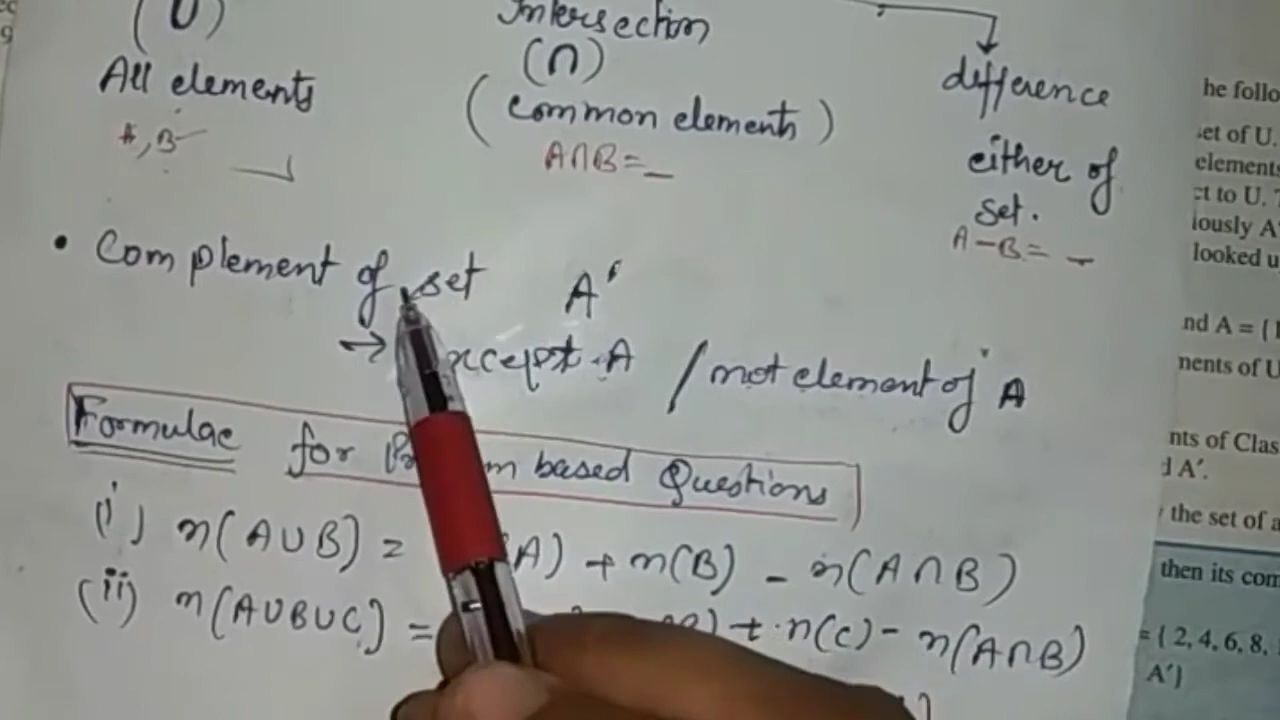 (U)
Intersection
(∩)
All elements
(common elements)
difference
either of
set.
A, B
A∩B = _
A - B = _
• Complement of set A'
→ Except A / not element of A
Formulae for based Questions
(i) n(A∪B) = (A) + n(B) - n(A∩B)
(ii) n(A∪B∪C) = + n(C) - n(A∩B)
he follo
set of U.
elements
ct to U.
iously A'
looked u
nd A = {1
nents of U
nts of Clas
d A'.
the set of a
then its com
= { 2, 4, 6, 8,
A'}